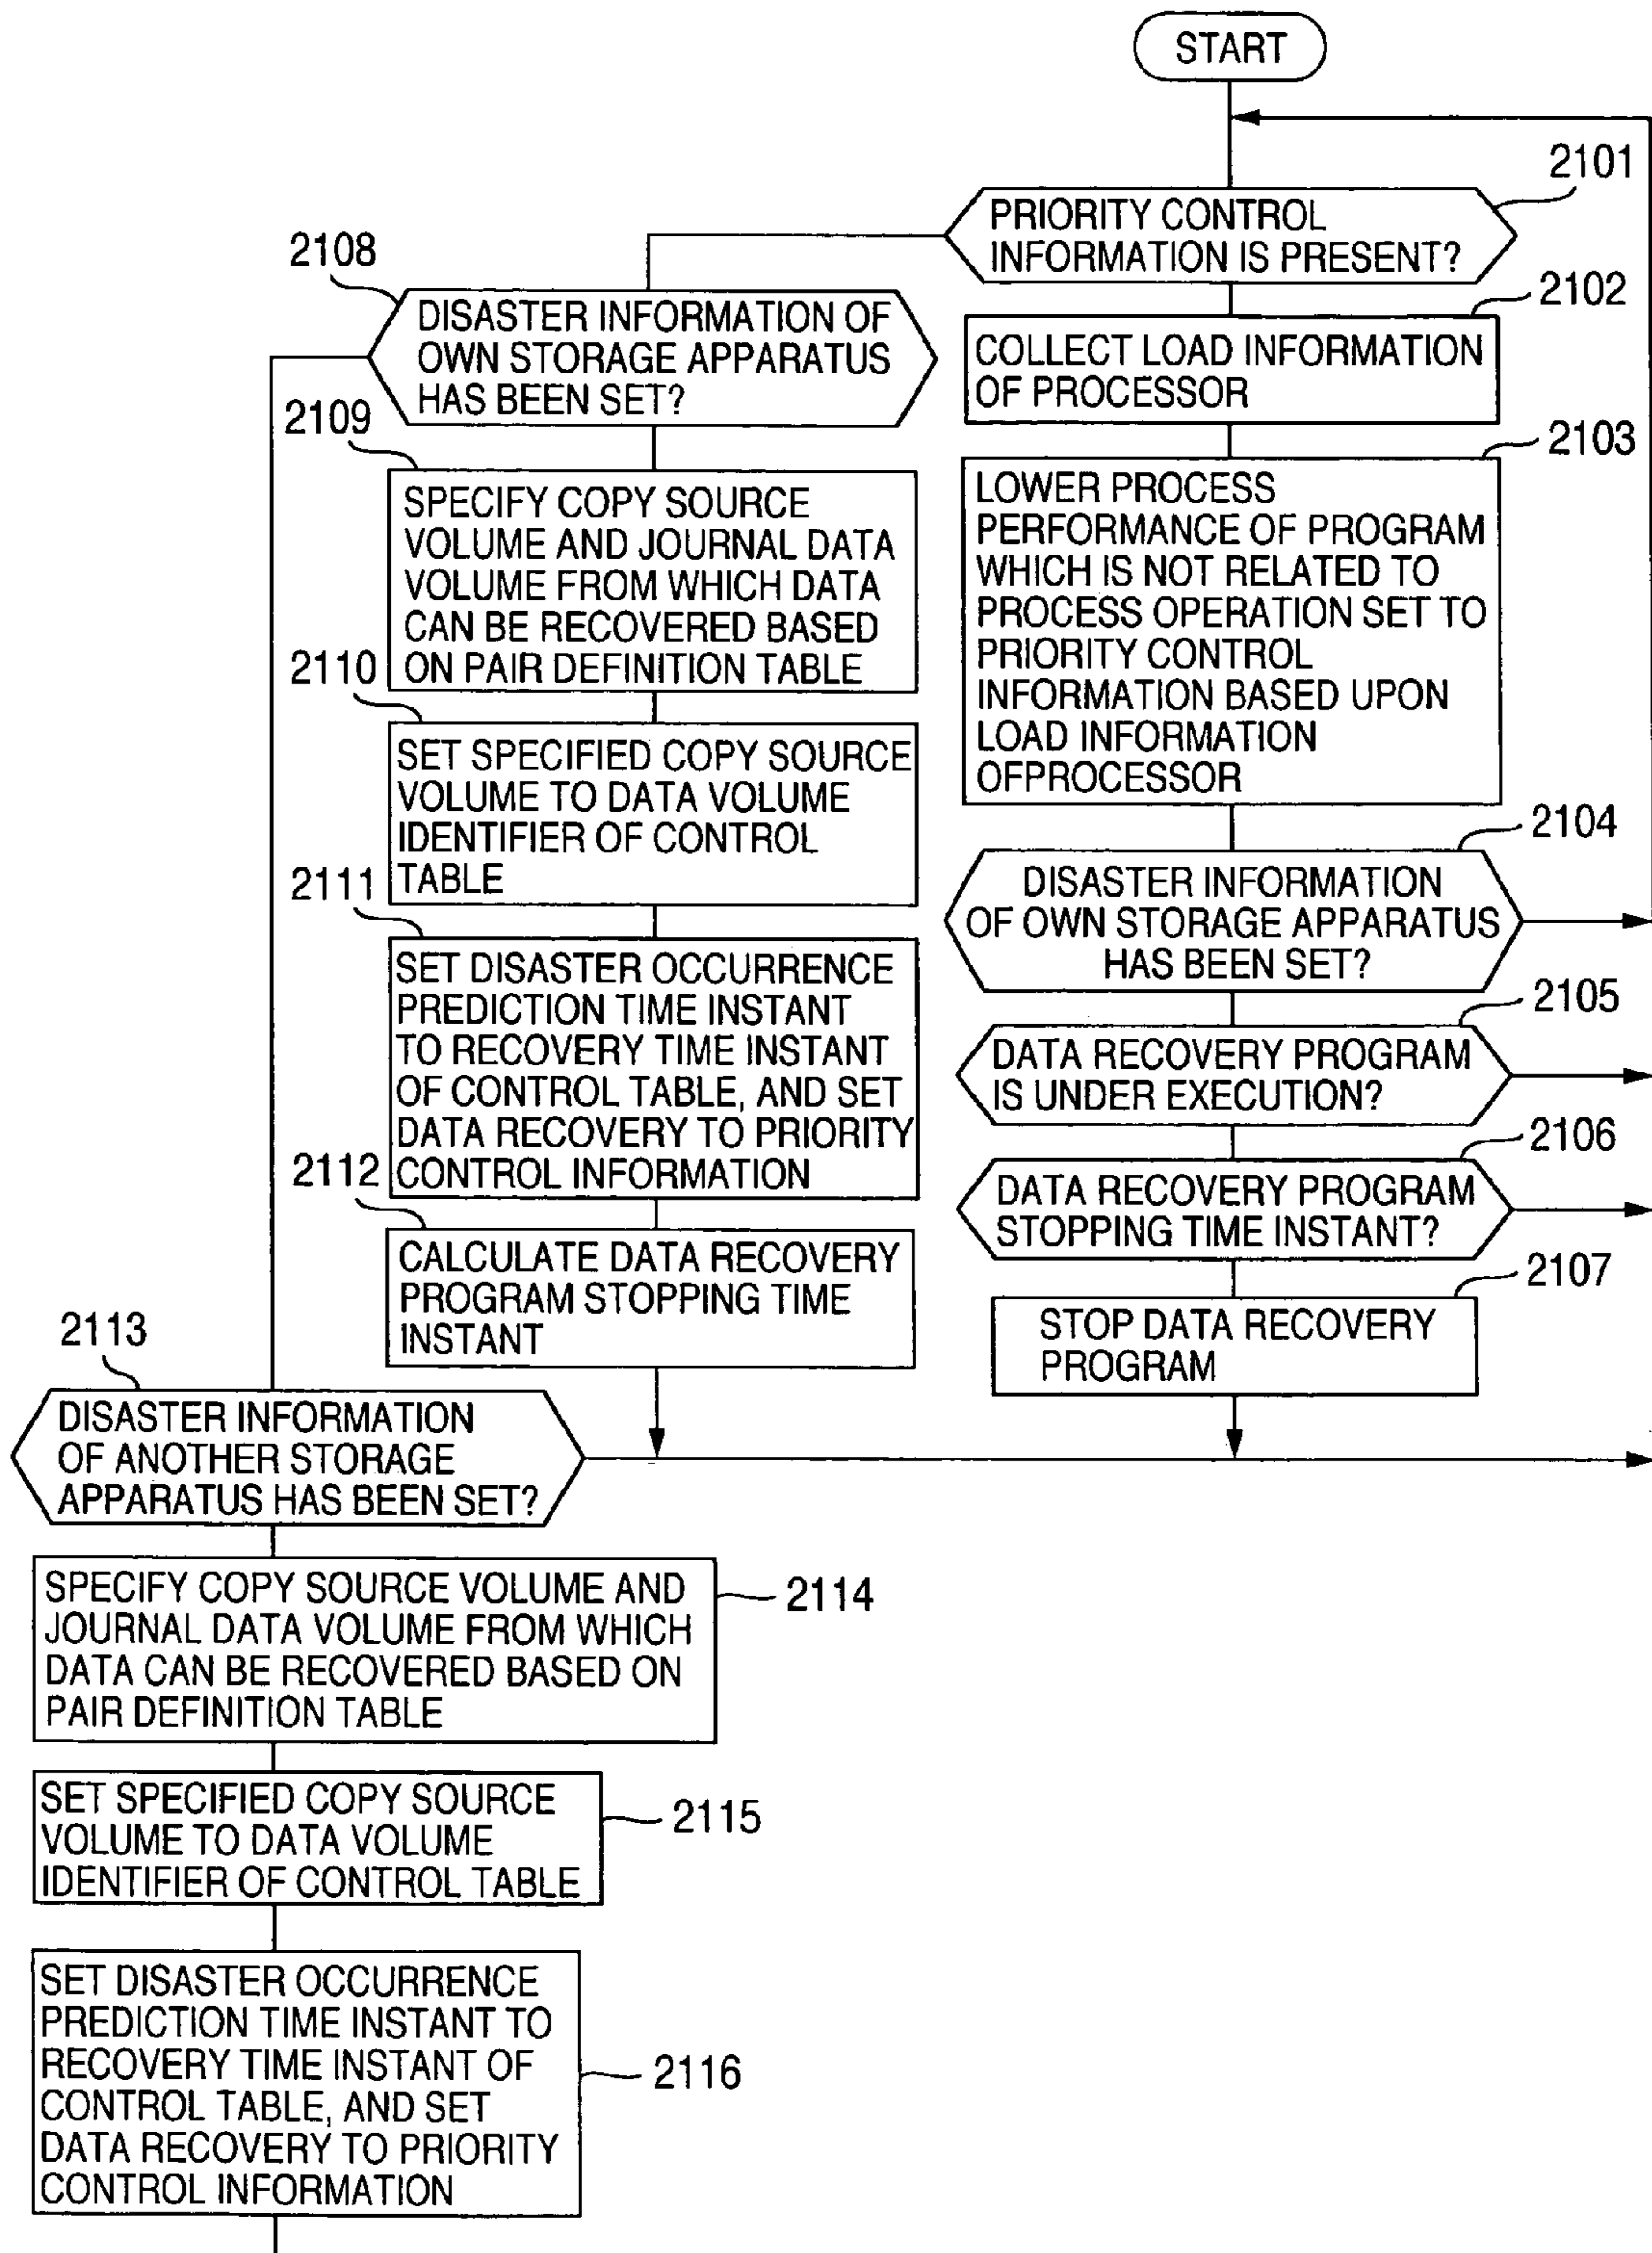 START
2101
PRIORITY CONTROL
INFORMATION IS PRESENT?
2102
COLLECT LOAD INFORMATION
OF PROCESSOR
2103
LOWER PROCESS
PERFORMANCE OF PROGRAM
WHICH IS NOT RELATED TO
PROCESS OPERATION SET TO
PRIORITY CONTROL
INFORMATION BASED UPON
LOAD INFORMATION
OFPROCESSOR
2104
DISASTER INFORMATION
OF OWN STORAGE APPARATUS
HAS BEEN SET?
2105
DATA RECOVERY PROGRAM
IS UNDER EXECUTION?
2106
DATA RECOVERY PROGRAM
STOPPING TIME INSTANT?
2107
STOP DATA RECOVERY
PROGRAM
2108
DISASTER INFORMATION OF
OWN STORAGE APPARATUS
HAS BEEN SET?
2109
SPECIFY COPY SOURCE
VOLUME AND JOURNAL DATA
VOLUME FROM WHICH DATA
CAN BE RECOVERED BASED
ON PAIR DEFINITION TABLE
2110
SET SPECIFIED COPY SOURCE
VOLUME TO DATA VOLUME
IDENTIFIER OF CONTROL
TABLE
2111
SET DISASTER OCCURRENCE
PREDICTION TIME INSTANT
TO RECOVERY TIME INSTANT
OF CONTROL TABLE, AND SET
DATA RECOVERY TO PRIORITY
CONTROL INFORMATION
2112
CALCULATE DATA RECOVERY
PROGRAM STOPPING TIME
INSTANT
2113
DISASTER INFORMATION
OF ANOTHER STORAGE
APPARATUS HAS BEEN SET?
2114
SPECIFY COPY SOURCE VOLUME AND
JOURNAL DATA VOLUME FROM WHICH
DATA CAN BE RECOVERED BASED ON
PAIR DEFINITION TABLE
2115
SET SPECIFIED COPY SOURCE
VOLUME TO DATA VOLUME
IDENTIFIER OF CONTROL TABLE
2116
SET DISASTER OCCURRENCE
PREDICTION TIME INSTANT TO
RECOVERY TIME INSTANT OF
CONTROL TABLE, AND SET
DATA RECOVERY TO PRIORITY
CONTROL INFORMATION